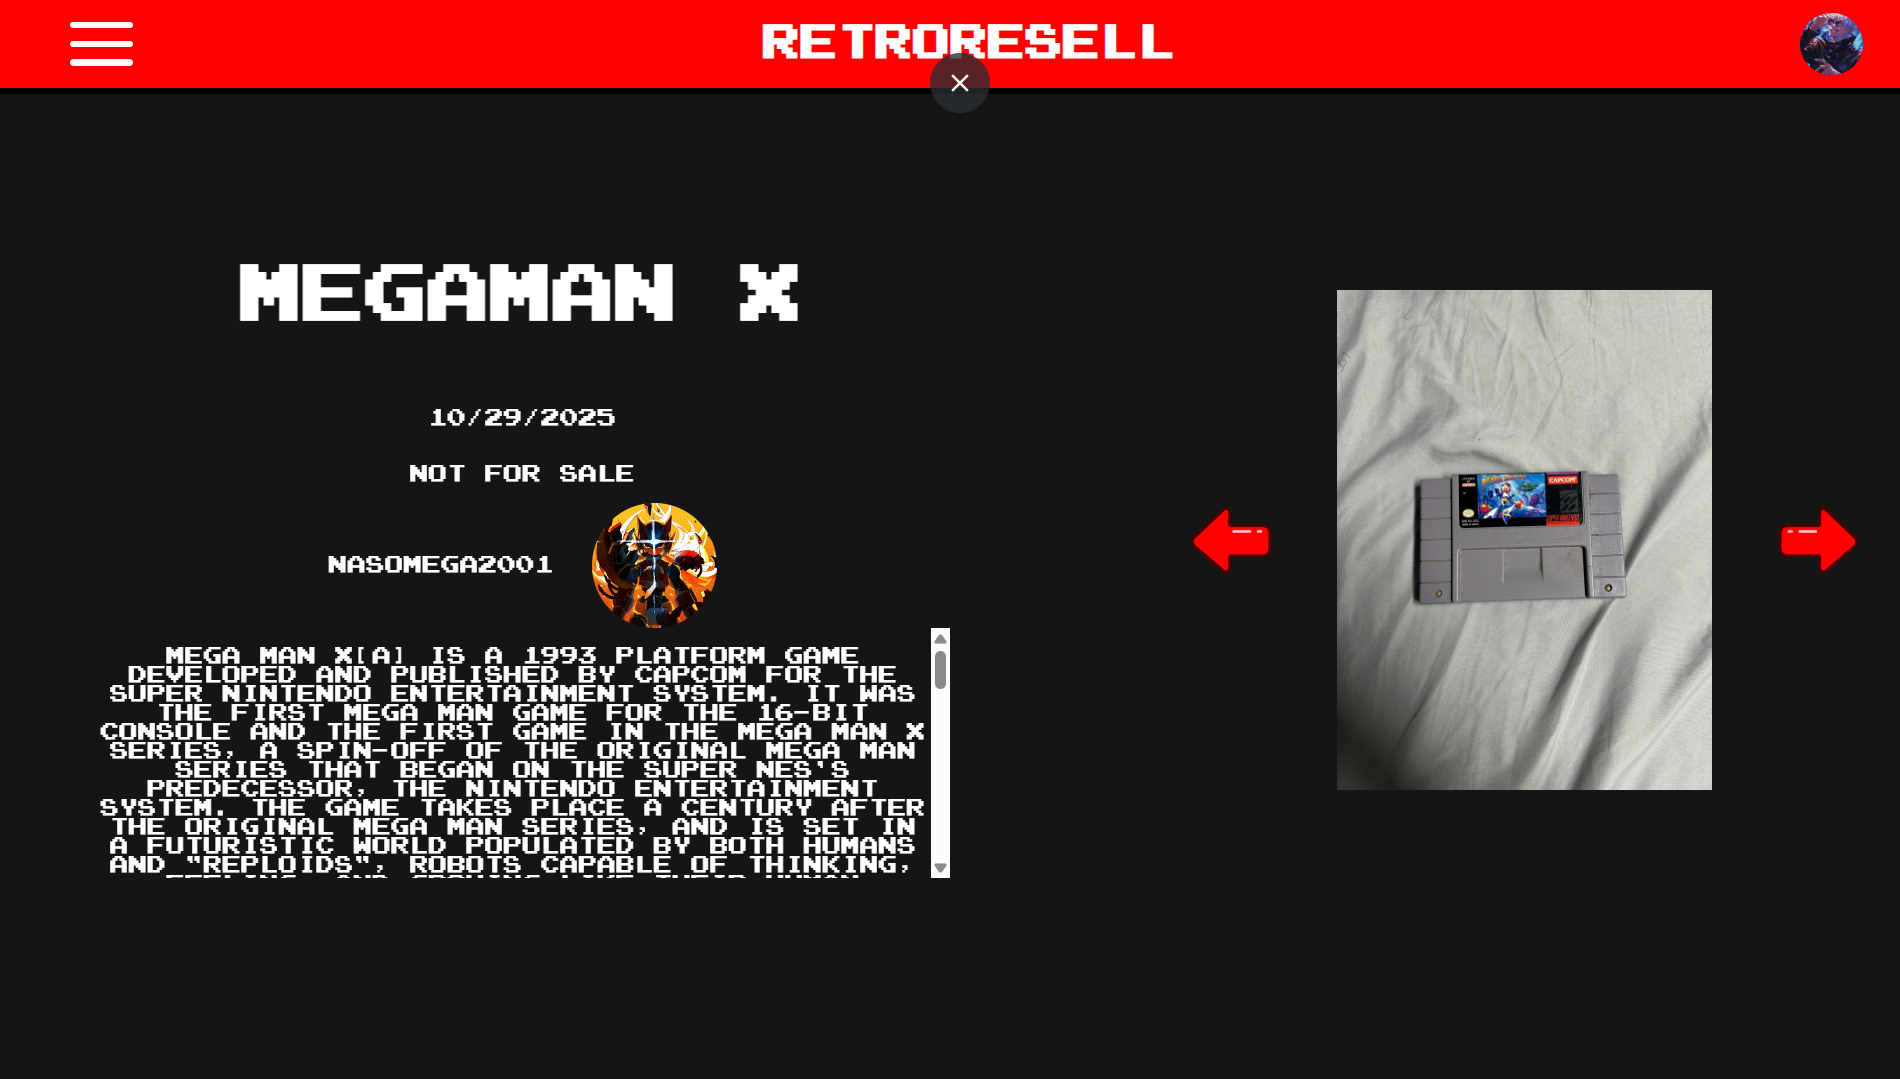 RETRORESELL
MEGAMAN X
10/29/2025
NOT FOR SALE
NASOMEGA2001
MEGA MAN X[A] IS A 1993 PLATFORM GAME
DEVELOPED AND PUBLISHED BY CAPCOM FOR THE
SUPER NINTENDO ENTERTAINMENT SYSTEM. IT WAS
THE FIRST MEGA MAN GAME FOR THE 16-BIT
CONSOLE AND THE FIRST GAME IN THE MEGA MAN X
SERIES, A SPIN-OFF OF THE ORIGINAL MEGA MAN
SERIES THAT BEGAN ON THE SUPER NES'S
PREDECESSOR, THE NINTENDO ENTERTAINMENT
SYSTEM. THE GAME TAKES PLACE A CENTURY AFTER
THE ORIGINAL MEGA MAN SERIES, AND IS SET IN
A FUTURISTIC WORLD POPULATED BY BOTH HUMANS
AND "REPLOIDS", ROBOTS CAPABLE OF THINKING,
CAPCOM
SUPER NINTENDO